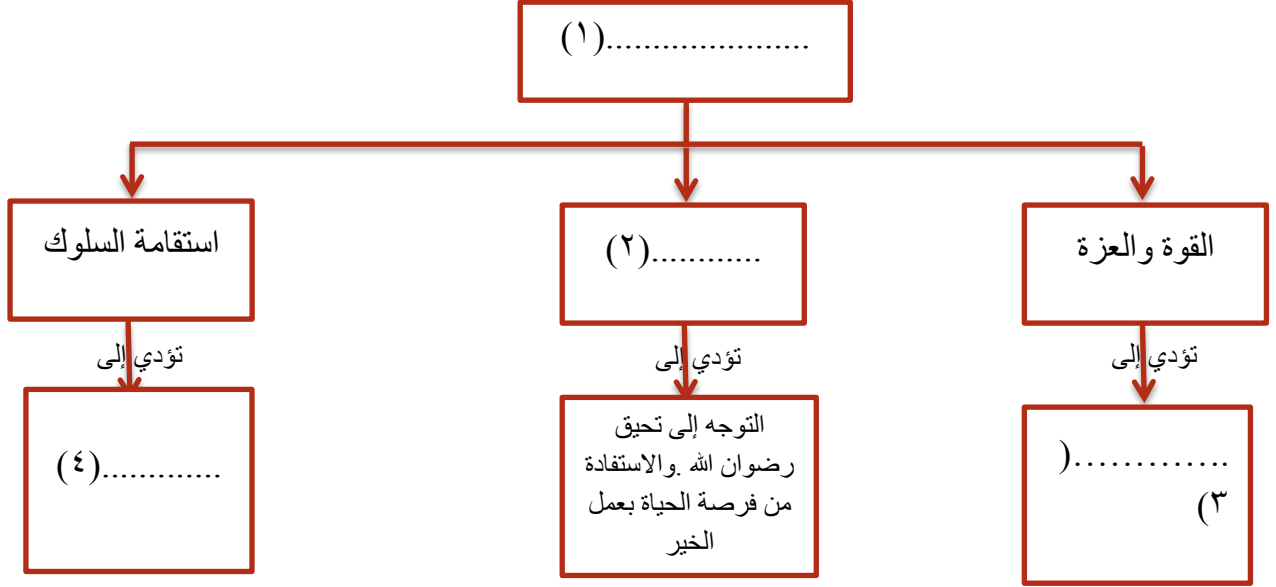 (١)......................
القوة والعزة
(٢)............
استقامة السلوك
تؤدي إلى
تؤدي إلى
تؤدي إلى
(.............
٣)
التوجه إلى تحيق
رضوان الله .والاستفادة
من فرصة الحياة بعمل
الخير
(٤).............